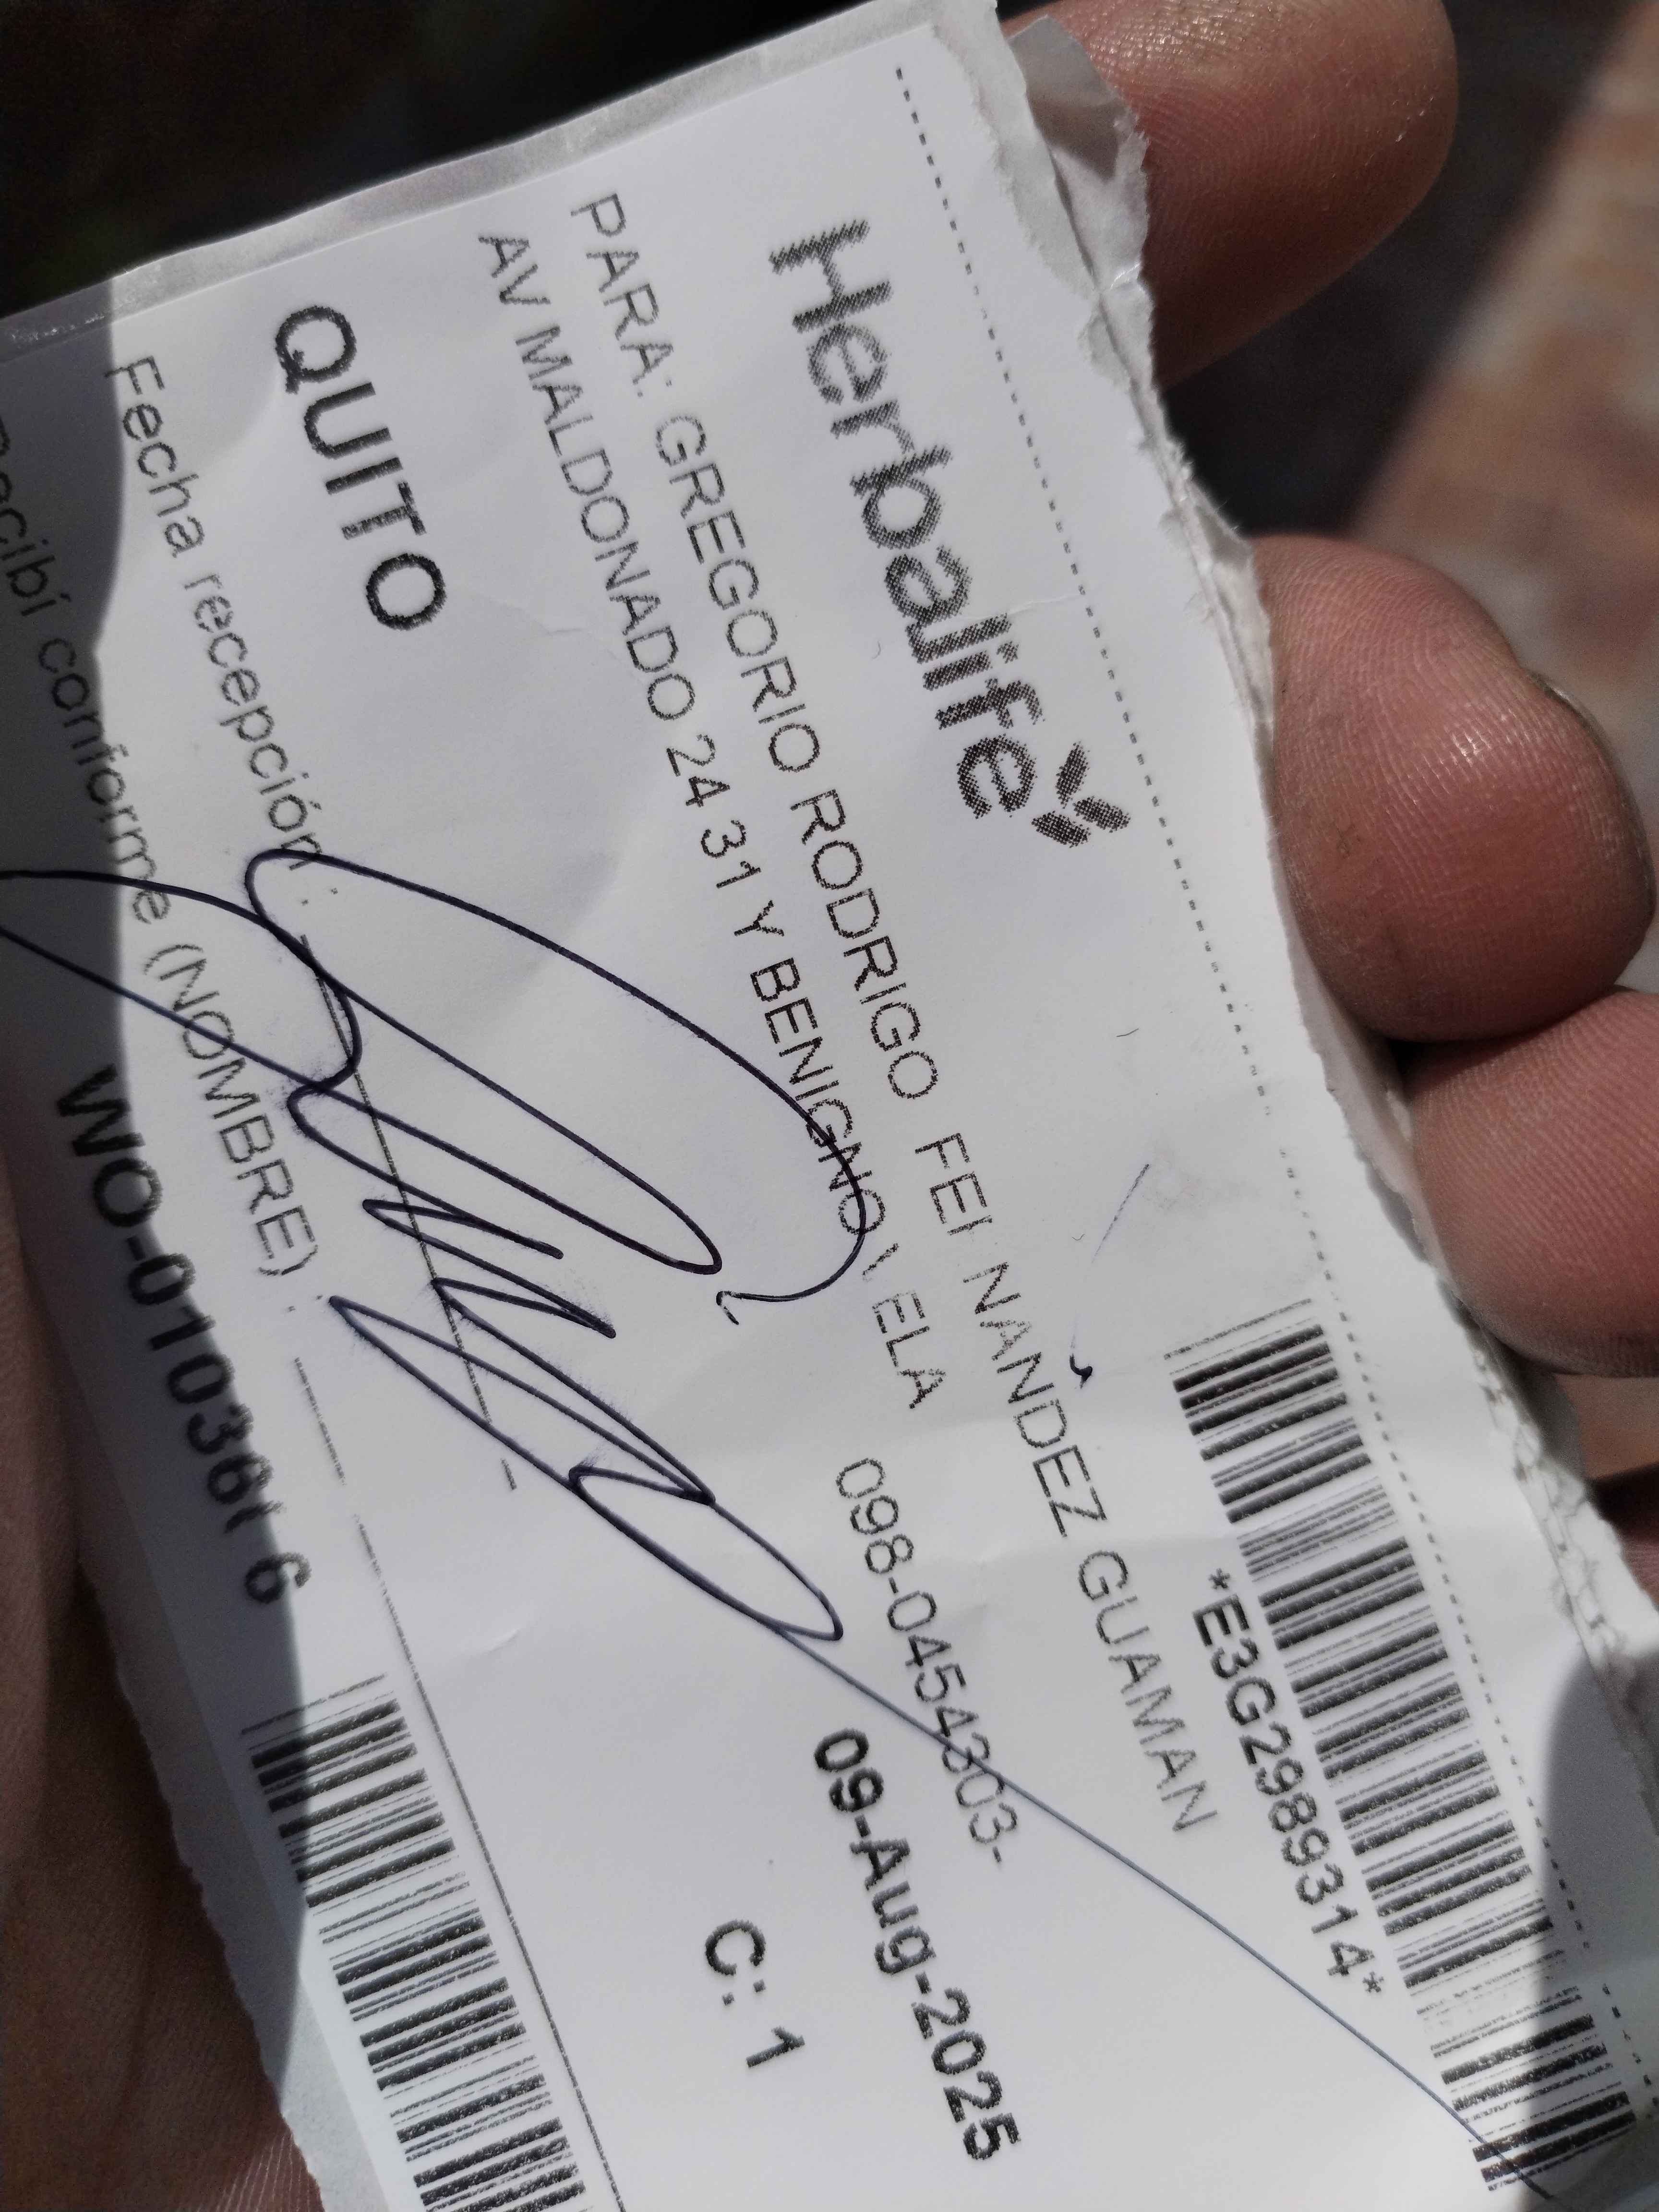 Herbalife
*E3G2989314*
PARA: GREGORIO RODRIGO FERNANDEZ GUAMAN
AV MALDONADO 24 31 Y BENIGNO VELA 098-0454303-
09-Aug-2025
QUITO
C: 1
Fecha recepción :
Recibí conforme (NOMBRE) :